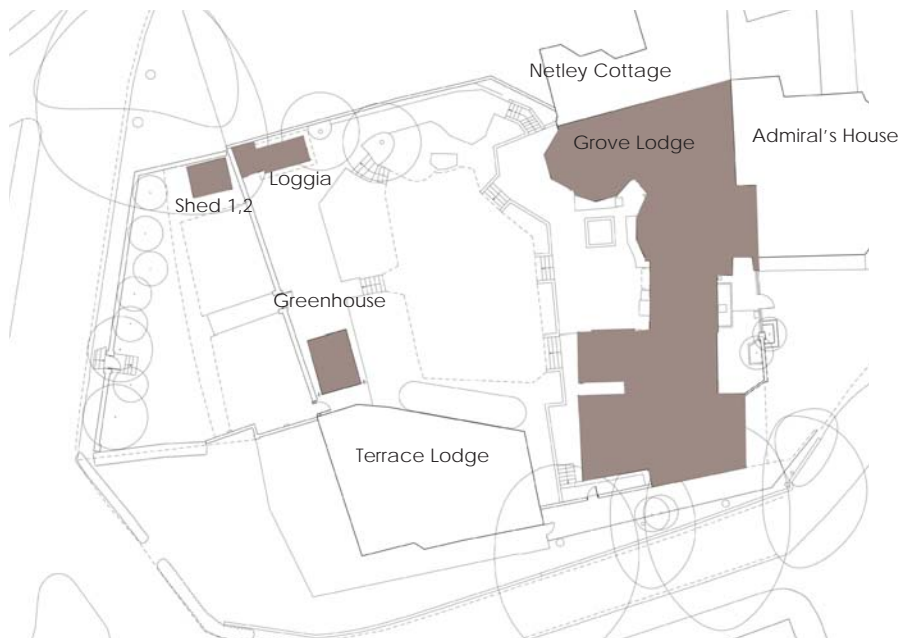 Netley Cottage
Grove Lodge
Admiral's House
Loggia
Shed 1,2
Greenhouse
Terrace Lodge